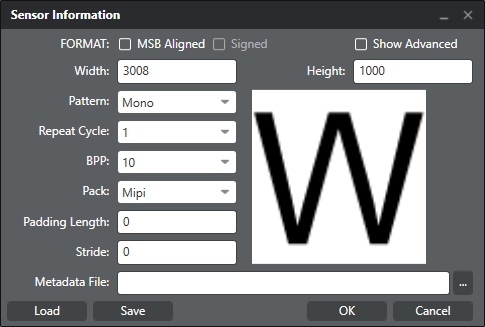 Sensor Information
FORMAT: MSB Aligned Signed Show Advanced
Width: 3008 Height: 1000
Pattern: Mono
Repeat Cycle: 1
BPP: 10
Pack: Mipi
W
Padding Length: 0
Stride: 0
Metadata File: ...
Load Save OK Cancel